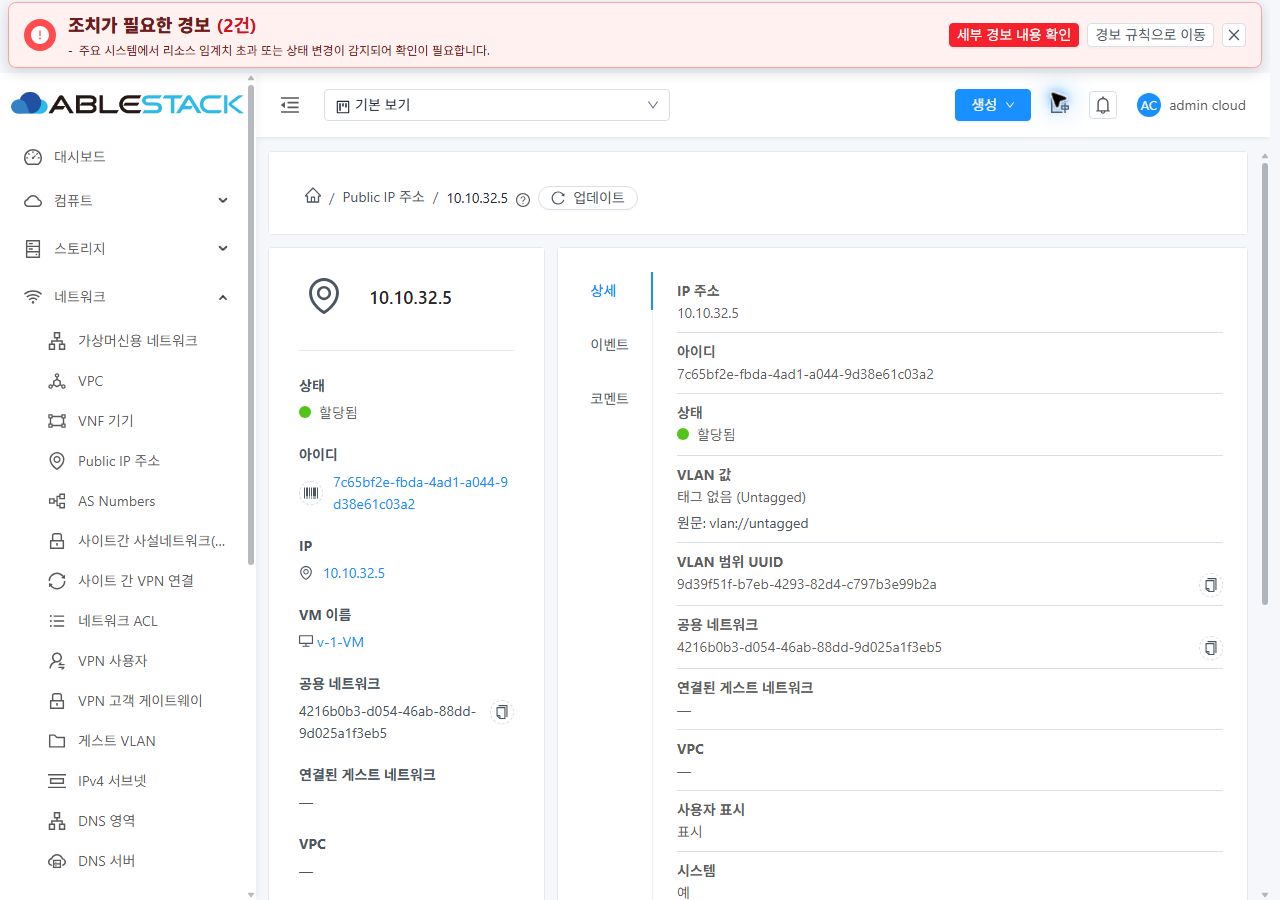 조치가 필요한 경보 (2건)
- 주요 시스템에서 리소스 임계치 초과 또는 상태 변경이 감지되어 확인이 필요합니다.
세부 경보 내용 확인
경보 규칙으로 이동
ABLESTACK
기본 보기
생성
AC
admin cloud
대시보드
컴퓨트
스토리지
네트워크
가상머신용 네트워크
VPC
VNF 기기
Public IP 주소
AS Numbers
사이트간 사설네트워크(...
사이트 간 VPN 연결
네트워크 ACL
VPN 사용자
VPN 고객 게이트웨이
게스트 VLAN
IPv4 서브넷
DNS 영역
DNS 서버
/ Public IP 주소 / 10.10.32.5
업데이트
10.10.32.5
상태
할당됨
아이디
7c65bf2e-fbda-4ad1-a044-9
d38e61c03a2
IP
10.10.32.5
VM 이름
v-1-VM
공용 네트워크
4216b0b3-d054-46ab-88dd-
9d025a1f3eb5
연결된 게스트 네트워크
—
VPC
—
상세
이벤트
코멘트
IP 주소
10.10.32.5
아이디
7c65bf2e-fbda-4ad1-a044-9d38e61c03a2
상태
할당됨
VLAN 값
태그 없음 (Untagged)
원문: vlan://untagged
VLAN 범위 UUID
9d39f51f-b7eb-4293-82d4-c797b3e99b2a
공용 네트워크
4216b0b3-d054-46ab-88dd-9d025a1f3eb5
연결된 게스트 네트워크
—
VPC
—
사용자 표시
표시
시스템
예